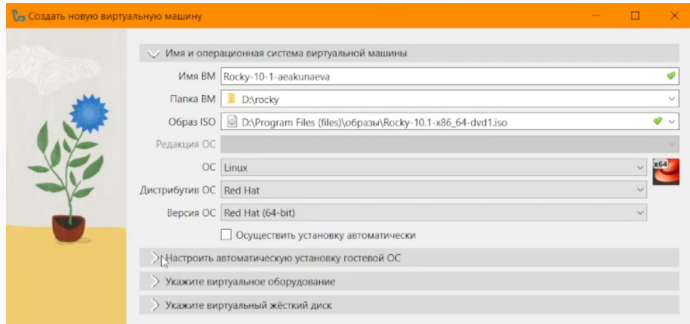 Создать новую виртуальную машину
Имя и операционная система виртуальной машины
Имя ВМ Rocky-10-1-aeakunaeva
Папка ВМ D:\rocky
Образ ISO D:\Program Files (files)\образы\Rocky-10.1-x86_64-dvd1.iso
Редакция ОС
ОС Linux
x64
Дистрибутив ОС Red Hat
Версия ОС Red Hat (64-bit)
Осуществить установку автоматически
Настроить автоматическую установку гостевой ОС
Укажите виртуальное оборудование
Укажите виртуальный жёсткий диск